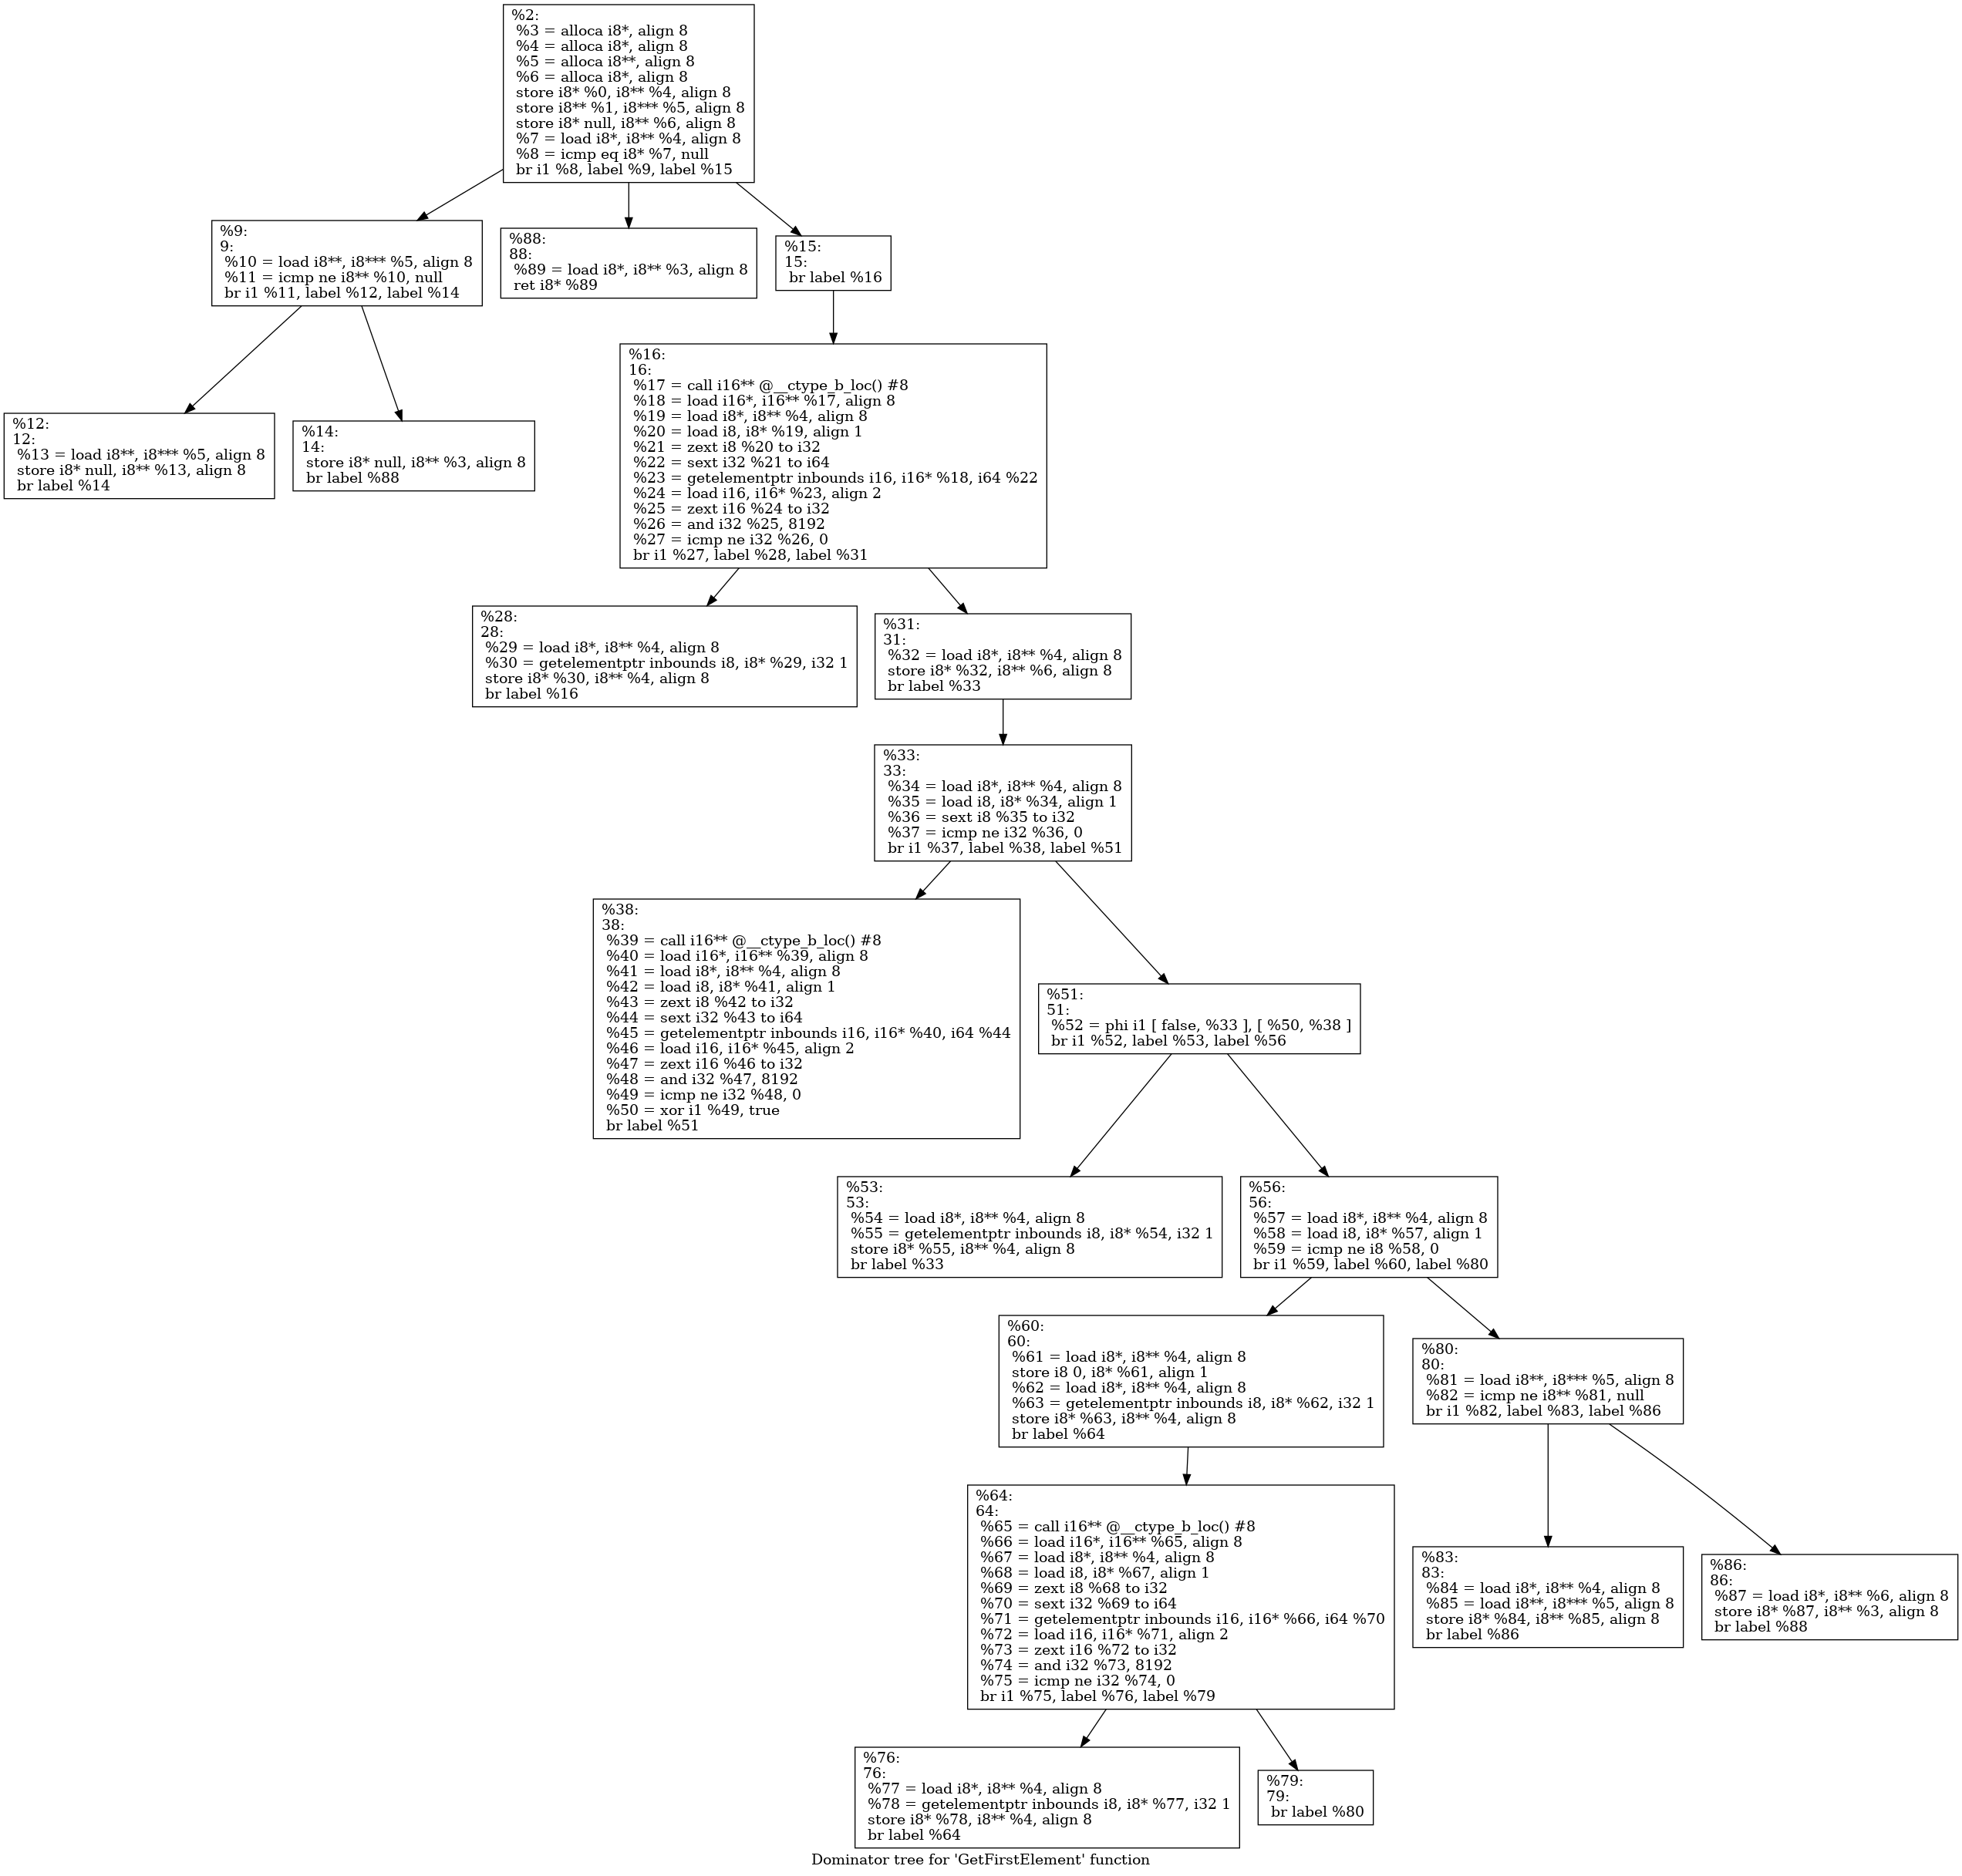 %2:
%3 = alloca i8*, align 8
%4 = alloca i8*, align 8
%5 = alloca i8**, align 8
%6 = alloca i8*, align 8
store i8* %0, i8** %4, align 8
store i8** %1, i8*** %5, align 8
store i8* null, i8** %6, align 8
%7 = load i8*, i8** %4, align 8
%8 = icmp eq i8* %7, null
br i1 %8, label %9, label %15
%9:
9:
%10 = load i8**, i8*** %5, align 8
%11 = icmp ne i8** %10, null
br i1 %11, label %12, label %14
%88:
88:
%89 = load i8*, i8** %3, align 8
ret i8* %89
%15:
15:
br label %16
%12:
12:
%13 = load i8**, i8*** %5, align 8
store i8* null, i8** %13, align 8
br label %14
%14:
14:
store i8* null, i8** %3, align 8
br label %88
%16:
16:
%17 = call i16** @__ctype_b_loc() #8
%18 = load i16*, i16** %17, align 8
%19 = load i8*, i8** %4, align 8
%20 = load i8, i8* %19, align 1
%21 = zext i8 %20 to i32
%22 = sext i32 %21 to i64
%23 = getelementptr inbounds i16, i16* %18, i64 %22
%24 = load i16, i16* %23, align 2
%25 = zext i16 %24 to i32
%26 = and i32 %25, 8192
%27 = icmp ne i32 %26, 0
br i1 %27, label %28, label %31
%28:
28:
%29 = load i8*, i8** %4, align 8
%30 = getelementptr inbounds i8, i8* %29, i32 1
store i8* %30, i8** %4, align 8
br label %16
%31:
31:
%32 = load i8*, i8** %4, align 8
store i8* %32, i8** %6, align 8
br label %33
%33:
33:
%34 = load i8*, i8** %4, align 8
%35 = load i8, i8* %34, align 1
%36 = sext i8 %35 to i32
%37 = icmp ne i32 %36, 0
br i1 %37, label %38, label %51
%38:
38:
%39 = call i16** @__ctype_b_loc() #8
%40 = load i16*, i16** %39, align 8
%41 = load i8*, i8** %4, align 8
%42 = load i8, i8* %41, align 1
%43 = zext i8 %42 to i32
%44 = sext i32 %43 to i64
%45 = getelementptr inbounds i16, i16* %40, i64 %44
%46 = load i16, i16* %45, align 2
%47 = zext i16 %46 to i32
%48 = and i32 %47, 8192
%49 = icmp ne i32 %48, 0
%50 = xor i1 %49, true
br label %51
%51:
51:
%52 = phi i1 [ false, %33 ], [ %50, %38 ]
br i1 %52, label %53, label %56
%53:
53:
%54 = load i8*, i8** %4, align 8
%55 = getelementptr inbounds i8, i8* %54, i32 1
store i8* %55, i8** %4, align 8
br label %33
%56:
56:
%57 = load i8*, i8** %4, align 8
%58 = load i8, i8* %57, align 1
%59 = icmp ne i8 %58, 0
br i1 %59, label %60, label %80
%60:
60:
%61 = load i8*, i8** %4, align 8
store i8 0, i8* %61, align 1
%62 = load i8*, i8** %4, align 8
%63 = getelementptr inbounds i8, i8* %62, i32 1
store i8* %63, i8** %4, align 8
br label %64
%80:
80:
%81 = load i8**, i8*** %5, align 8
%82 = icmp ne i8** %81, null
br i1 %82, label %83, label %86
%64:
64:
%65 = call i16** @__ctype_b_loc() #8
%66 = load i16*, i16** %65, align 8
%67 = load i8*, i8** %4, align 8
%68 = load i8, i8* %67, align 1
%69 = zext i8 %68 to i32
%70 = sext i32 %69 to i64
%71 = getelementptr inbounds i16, i16* %66, i64 %70
%72 = load i16, i16* %71, align 2
%73 = zext i16 %72 to i32
%74 = and i32 %73, 8192
%75 = icmp ne i32 %74, 0
br i1 %75, label %76, label %79
%83:
83:
%84 = load i8*, i8** %4, align 8
%85 = load i8**, i8*** %5, align 8
store i8* %84, i8** %85, align 8
br label %86
%86:
86:
%87 = load i8*, i8** %6, align 8
store i8* %87, i8** %3, align 8
br label %88
%76:
76:
%77 = load i8*, i8** %4, align 8
%78 = getelementptr inbounds i8, i8* %77, i32 1
store i8* %78, i8** %4, align 8
br label %64
%79:
79:
br label %80
Dominator tree for 'GetFirstElement' function